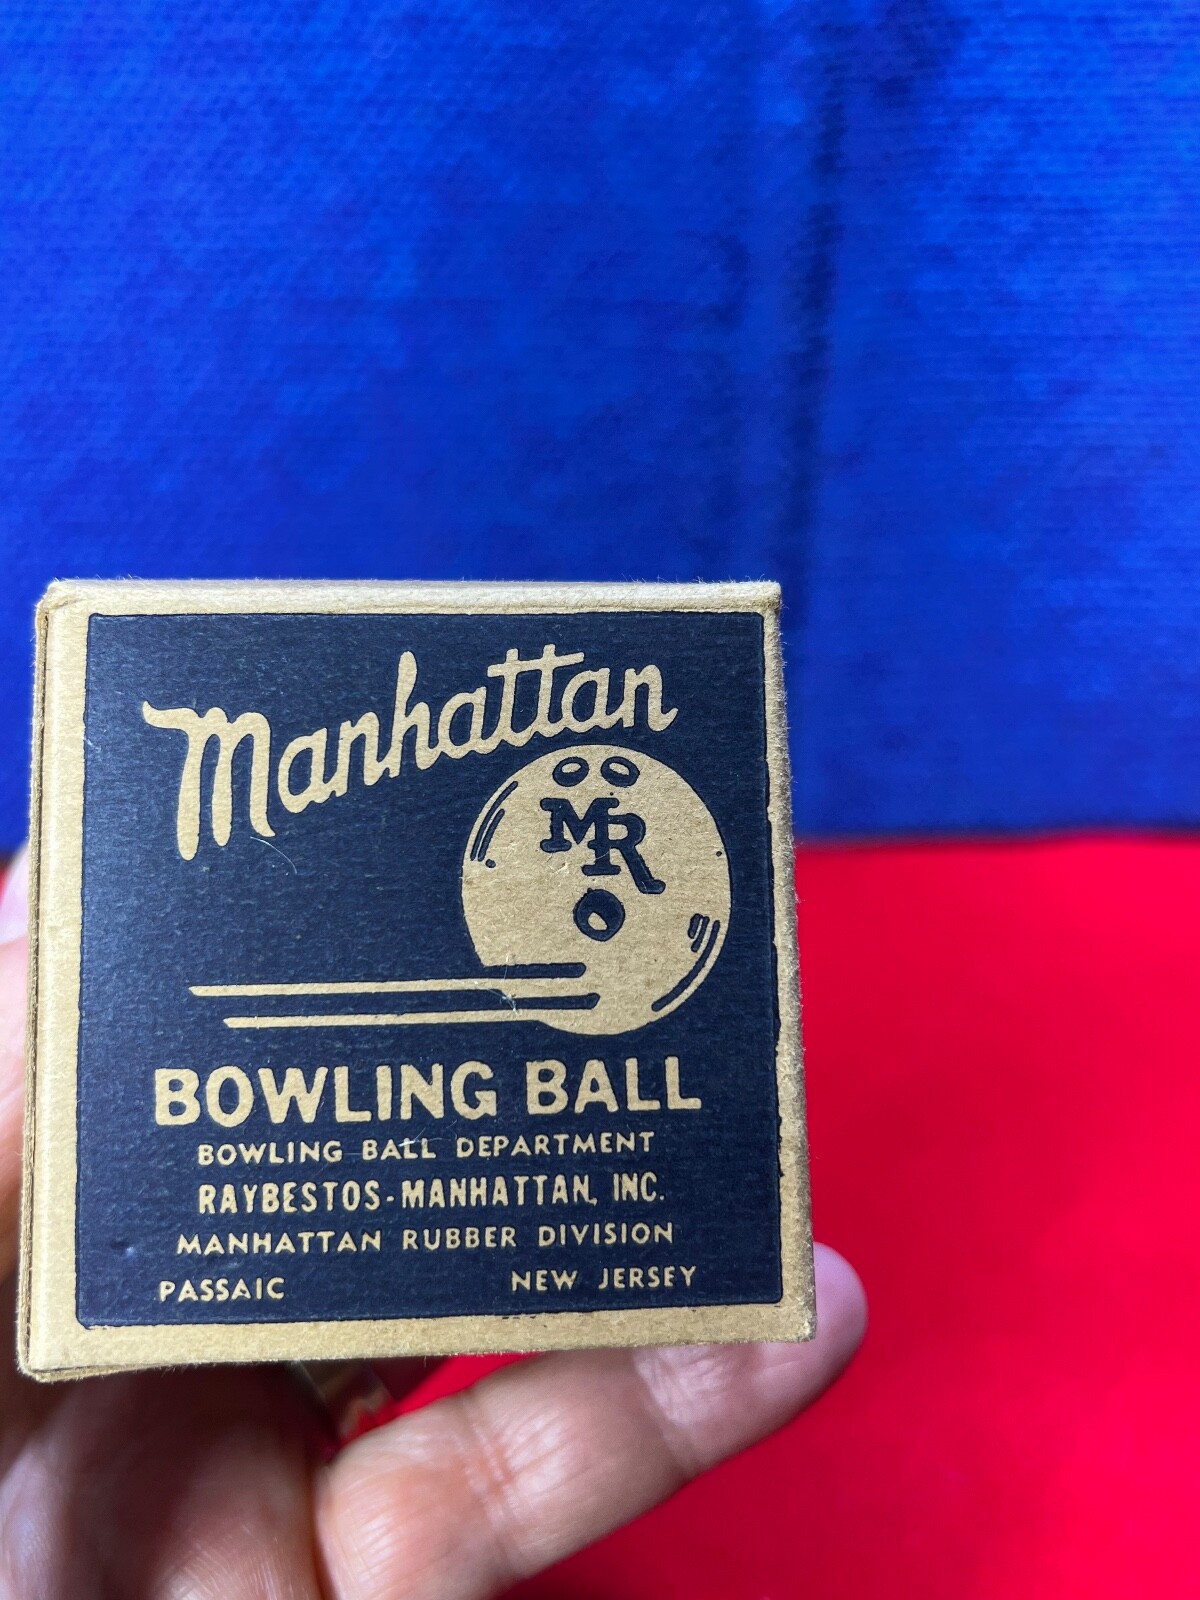 Manhattan
MR
BOWLING BALL
BOWLING BALL DEPARTMENT
RAYBESTOS-MANHATTAN, INC.
MANHATTAN RUBBER DIVISION
PASSAIC NEW JERSEY